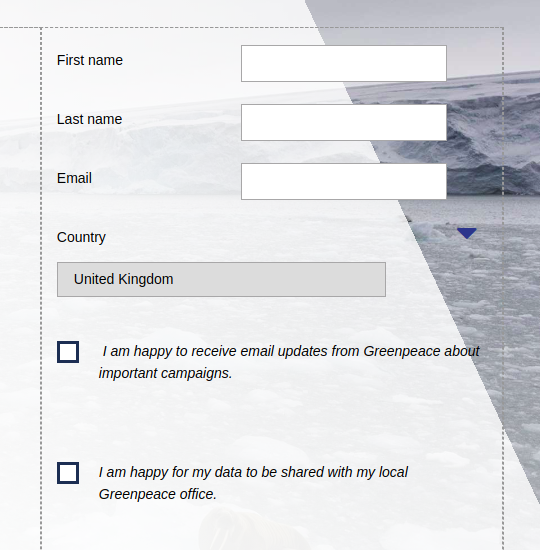 First name
Last name
Email
Country
United Kingdom
I am happy to receive email updates from Greenpeace about
important campaigns.
I am happy for my data to be shared with my local
Greenpeace office.